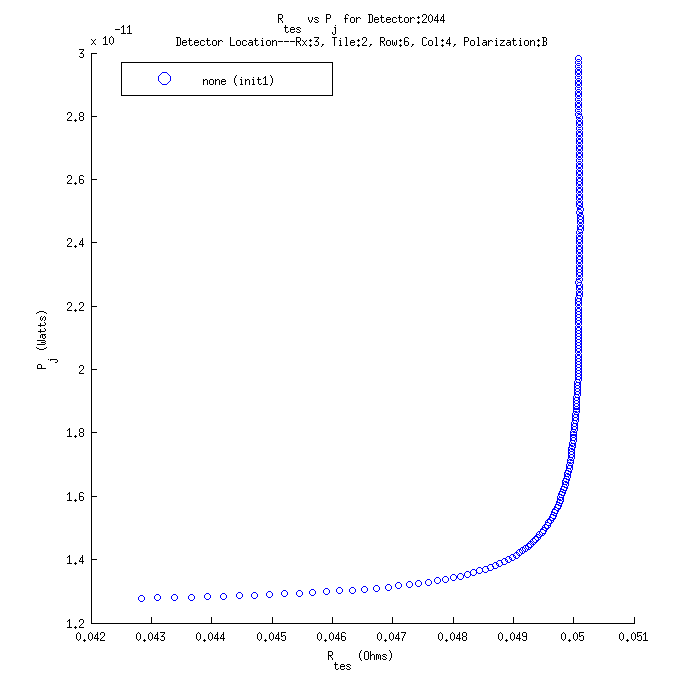 R_tes vs P_j for Detector:2044
Detector Location---Rx:3, Tile:2, Row:6, Col:4, Polarization:B
x 10^-11
none (init1)
3
2.8
2.6
2.4
2.2
2
1.8
1.6
1.4
1.2
P_j (Watts)
0.042 0.043 0.044 0.045 0.046 0.047 0.048 0.049 0.05 0.051
R_tes (Ohms)